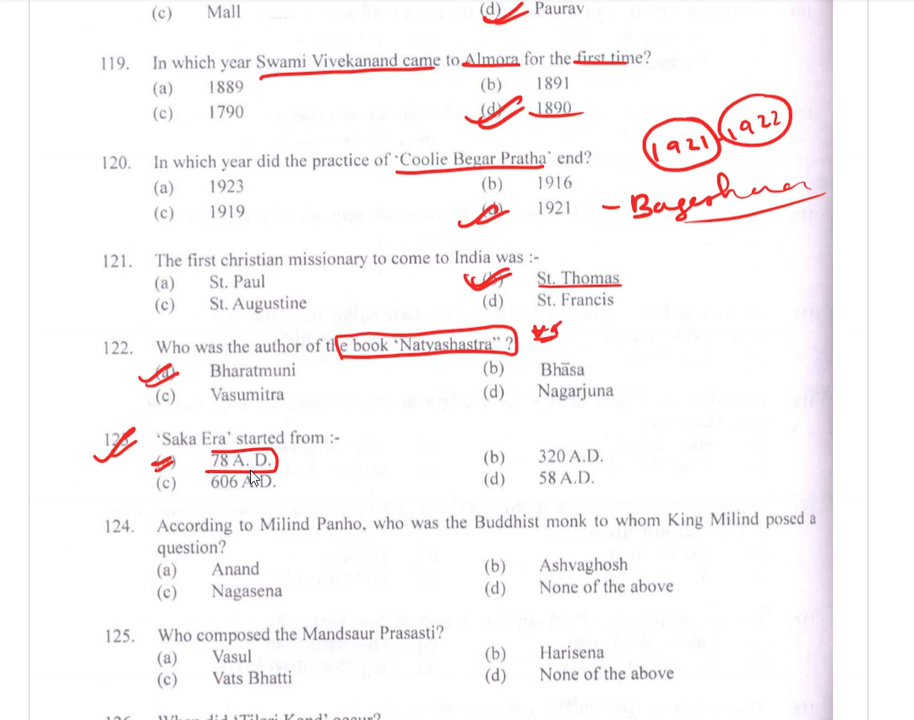 (c) Mall (d) Paurav
119. In which year Swami Vivekanand came to Almora for the first time?
(a) 1889 (b) 1891
(c) 1790 (d) 1890
1921-1922
120. In which year did the practice of 'Coolie Begar Pratha' end?
(a) 1923 (b) 1916
(c) 1919 (d) 1921 – Bageshwar
121. The first christian missionary to come to India was :-
(a) St. Paul (b) St. Thomas
(c) St. Augustine (d) St. Francis
122. Who was the author of the book 'Natyashastra" ?
(a) Bharatmuni (b) Bhāsa
(c) Vasumitra (d) Nagarjuna
123. 'Saka Era' started from :-
78 A. D. (b) 320 A.D.
(c) 606 A.D. (d) 58 A.D.
124. According to Milind Panho, who was the Buddhist monk to whom King Milind posed a
question?
(a) Anand (b) Ashvaghosh
(c) Nagasena (d) None of the above
125. Who composed the Mandsaur Prasasti?
(a) Vasul (b) Harisena
(c) Vats Bhatti (d) None of the above